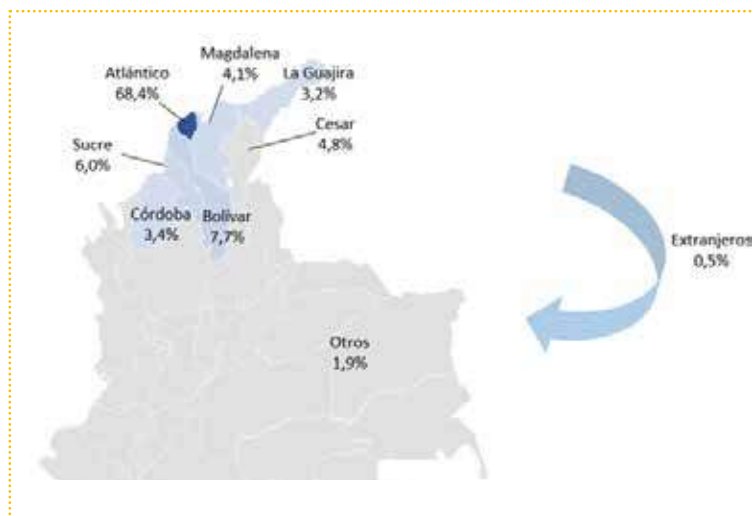 Magdalena
4,1%
Atlántico
68,4%
La Guajira
3,2%
Cesar
4,8%
Sucre
6,0%
Córdoba
3,4%
Bolívar
7,7%
Extranjeros
0,5%
Otros
1,9%